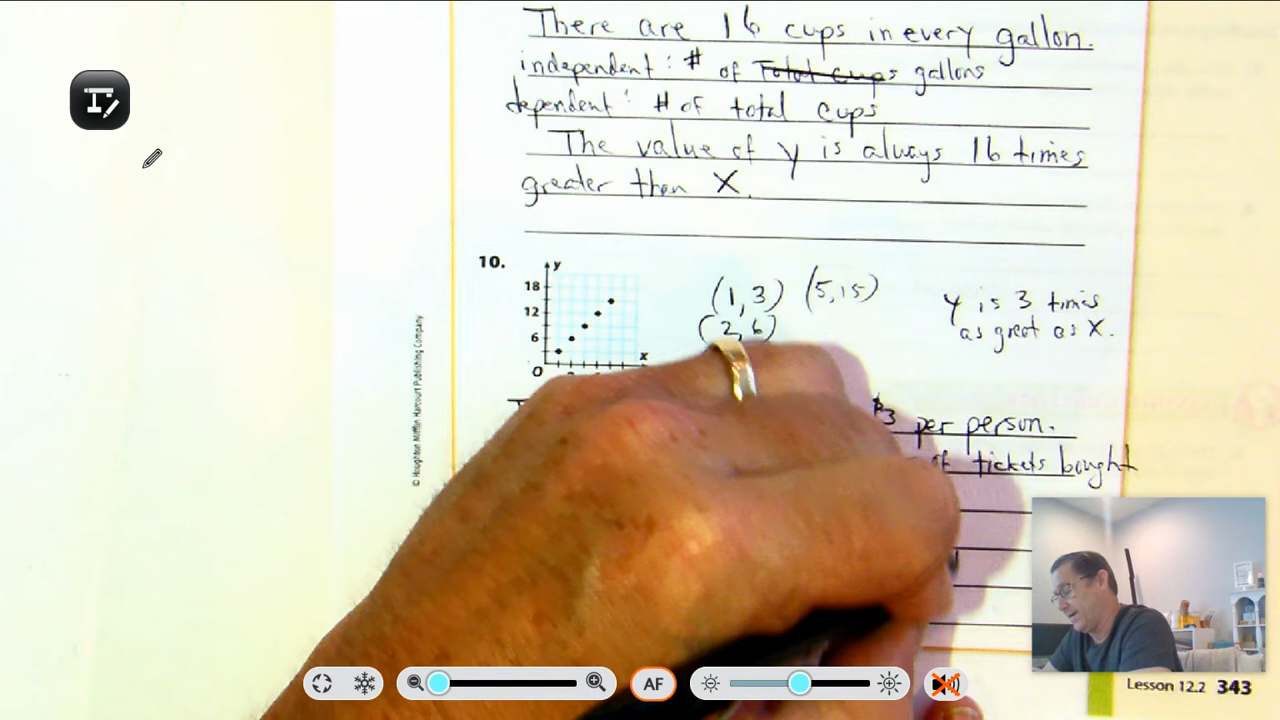 There are 16 cups in every gallon.
independent: # of Total cups gallons
dependent: # of total cups
The value of y is always 16 times
greater than X.
10.
y
18
12
6
O
x
(1,3) (5,15)
(2,6)
y is 3 times
as great as x.
$3 per person.
of tickets bought
© Houghton Mifflin Harcourt Publishing Company
AF
Lesson 12.2 343